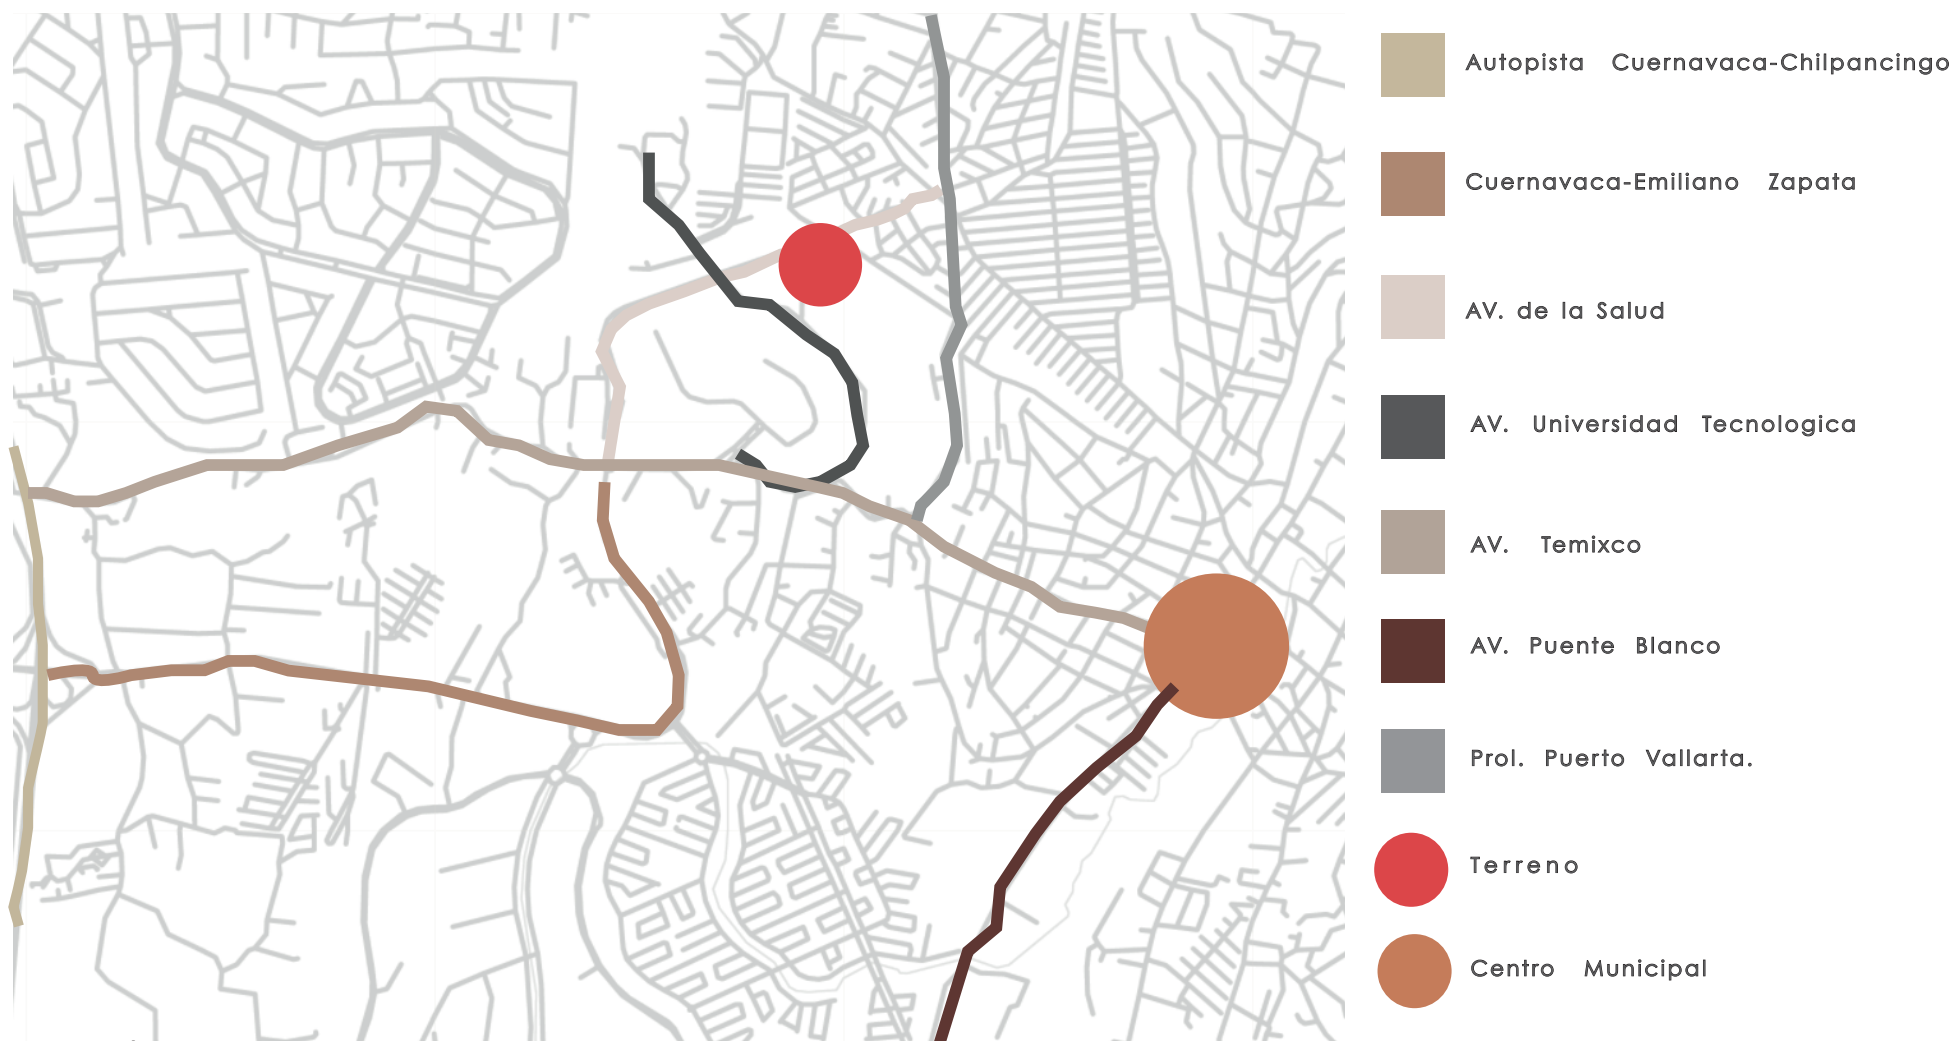 Autopista Cuernavaca-Chilpancingo
Cuernavaca-Emiliano Zapata
AV. de la Salud
AV. Universidad Tecnologica
AV. Temixco
AV. Puente Blanco
Prol. Puerto Vallarta.
Terreno
Centro Municipal